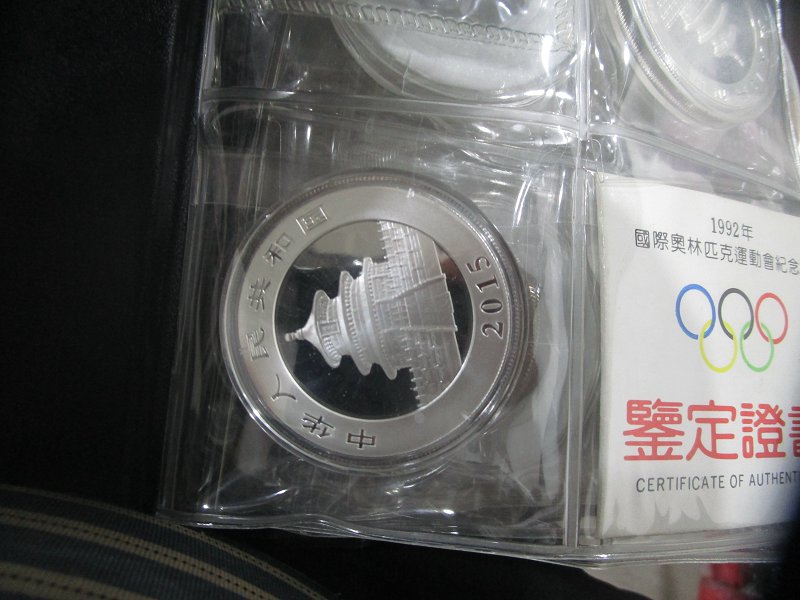 中华人民共和国
2015
1992年
國際奧林匹克運動會紀念
鑒定證書
CERTIFICATE OF AUTHENT